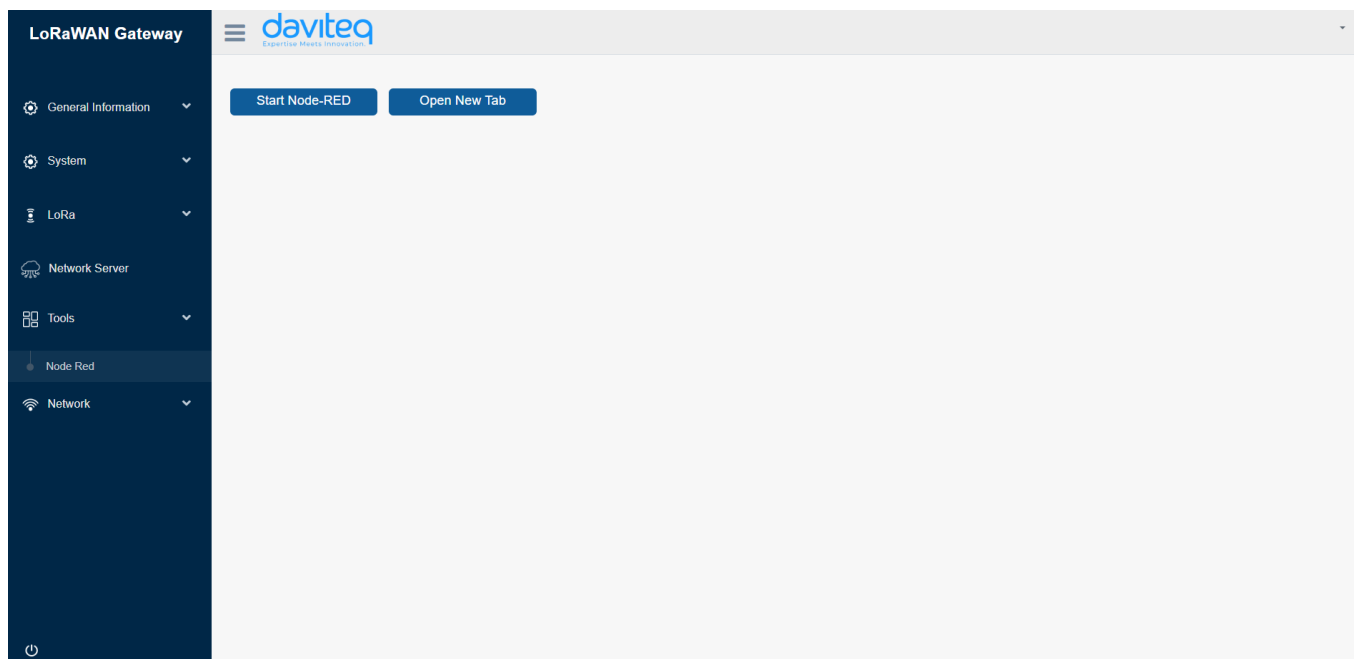 LoRaWAN Gateway
daviteq
Expertise Meets Innovation.
General Information
Start Node-RED
Open New Tab
System
LoRa
Network Server
Tools
Node Red
Network